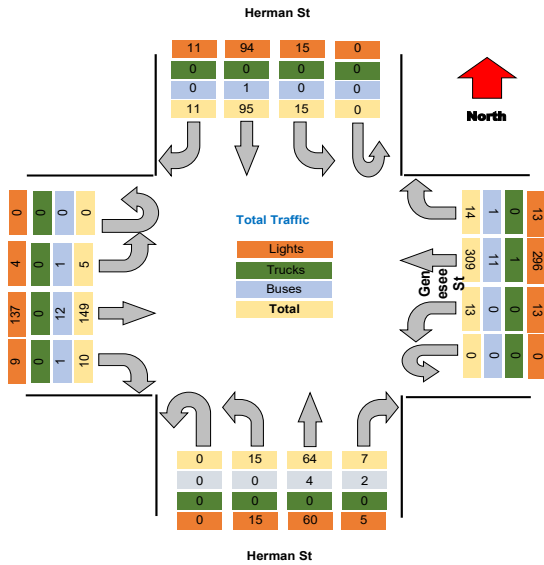 Herman St
11 94 15 0
0 0 0 0
0 1 0 0
11 95 15 0
North
0 0 0 0
4 0 1 5
137 0 12 149
9 0 1 10
Total Traffic
Lights
Trucks
Buses
Total
14 1 0 13
309 11 1 296
13 0 0 13
0 0 0 0
Gen
esee
St
0 15 64 7
0 0 4 2
0 0 0 0
0 15 60 5
Herman St